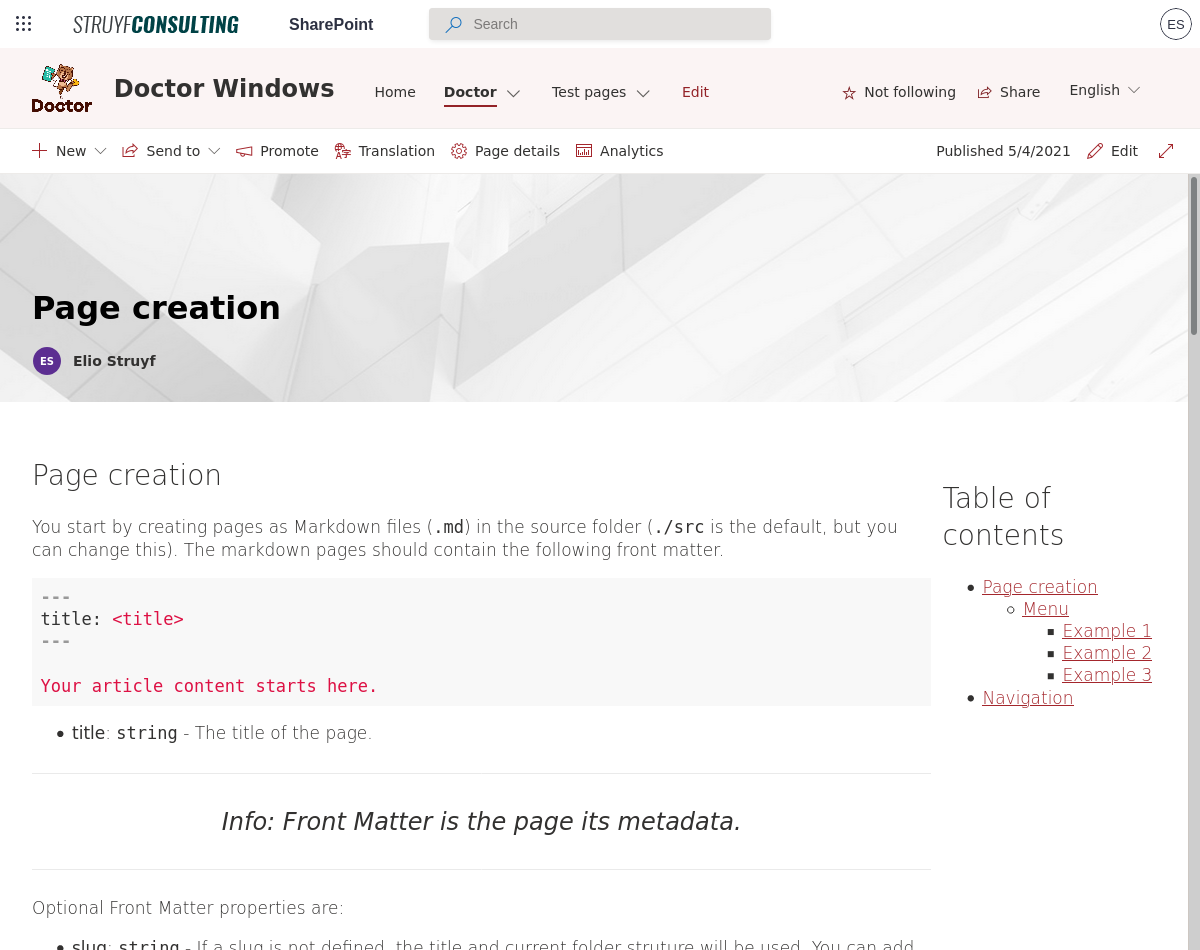 STRUYFCONSULTING SharePoint Search ES
Doctor Doctor Windows Home Doctor Test pages Edit Not following Share English
New Send to Promote Translation Page details Analytics Published 5/4/2021 Edit
Page creation
ES Elio Struyf
Page creation
You start by creating pages as Markdown files (.md) in the source folder (./src is the default, but you
can change this). The markdown pages should contain the following front matter.
---
title: <title>
---
Your article content starts here.
• title: string - The title of the page.
Info: Front Matter is the page its metadata.
Optional Front Matter properties are:
• slug: string - If a slug is not defined, the title and current folder struture will be used. You can add
Table of
contents
• Page creation
○ Menu
▪ Example 1
▪ Example 2
▪ Example 3
• Navigation